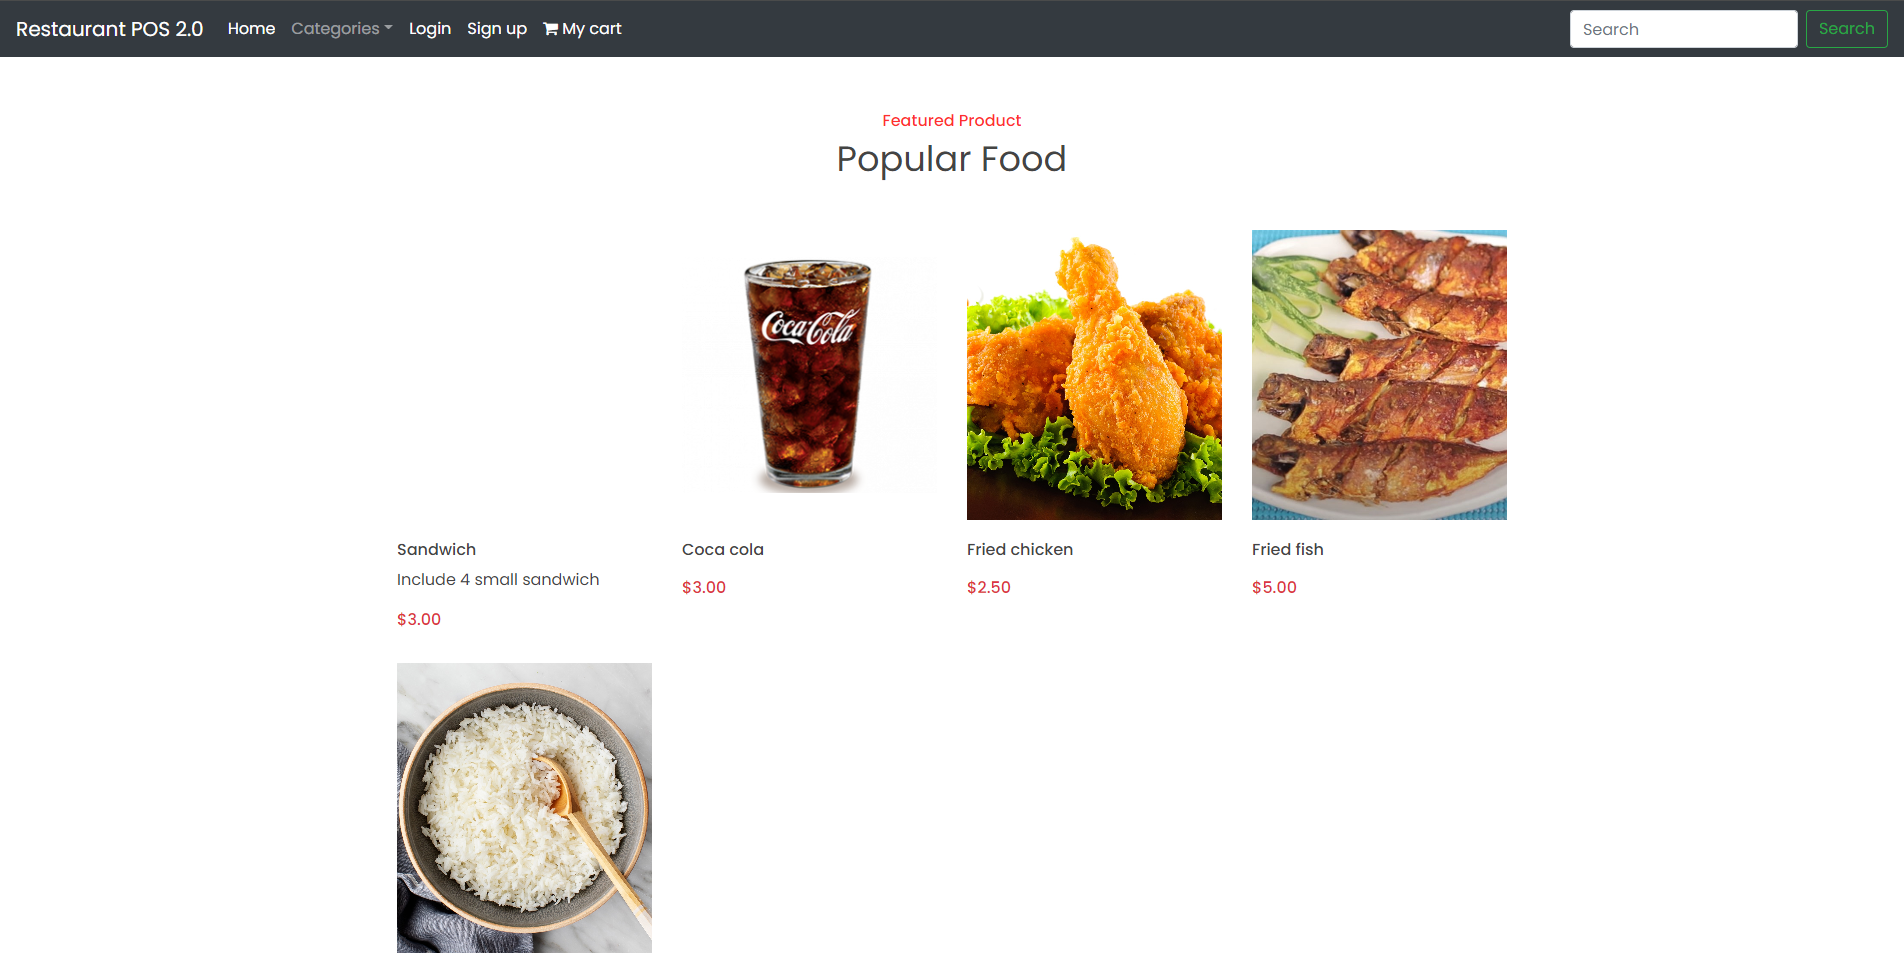 Restaurant POS 2.0 Home Categories Login Sign up My cart Search Search
Featured Product
Popular Food
Coca-Cola
Sandwich
Include 4 small sandwich
$3.00
Coca cola
$3.00
Fried chicken
$2.50
Fried fish
$5.00